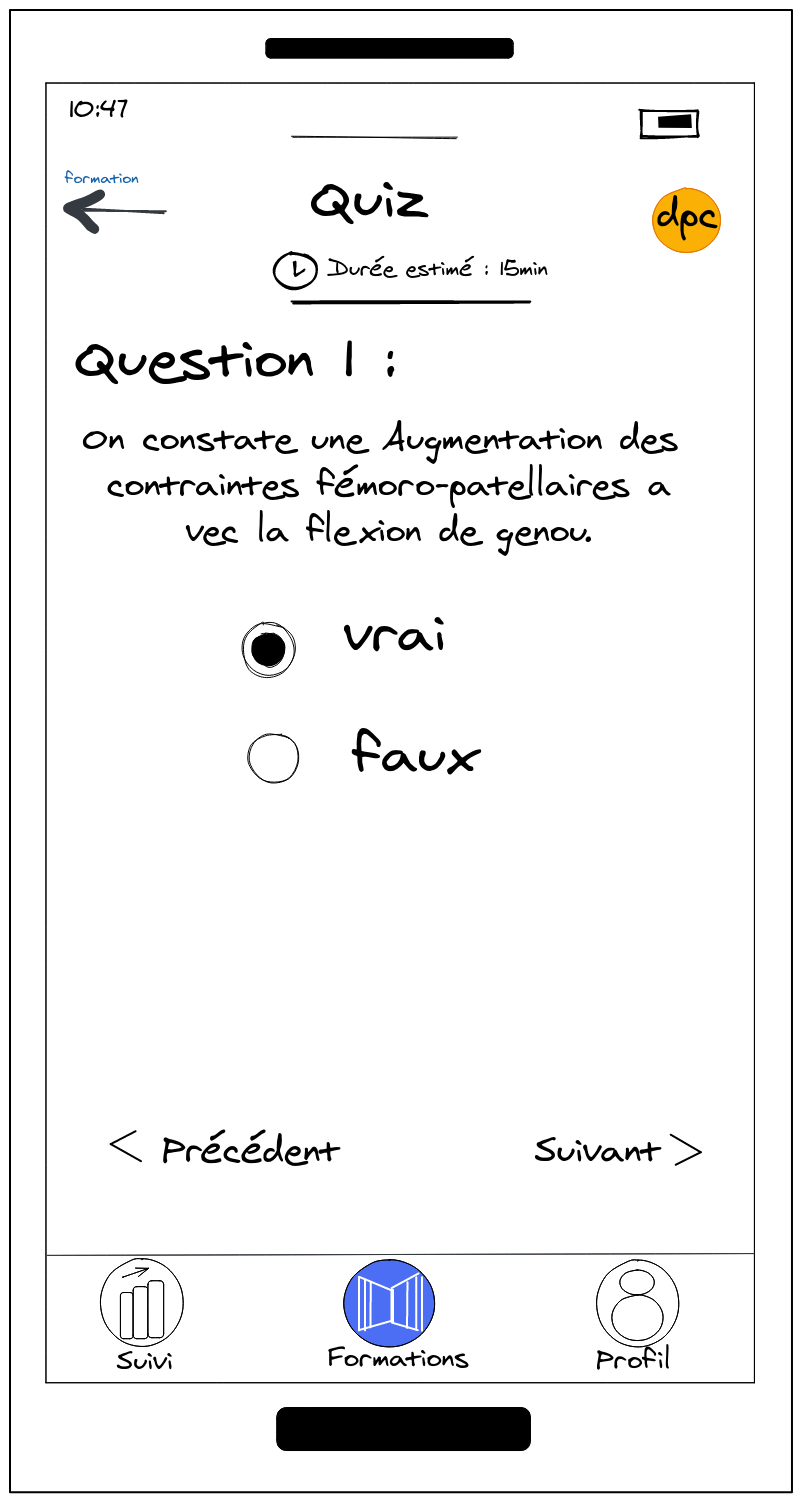 10:47
formation
Quiz
dpc
Durée estimé : 15min
Question 1 :
On constate une Augmentation des
contraintes fémoro-patellaires a
vec la flexion de genou.
vrai
faux
< Précédent
Suivant >
Suivi
Formations
Profil